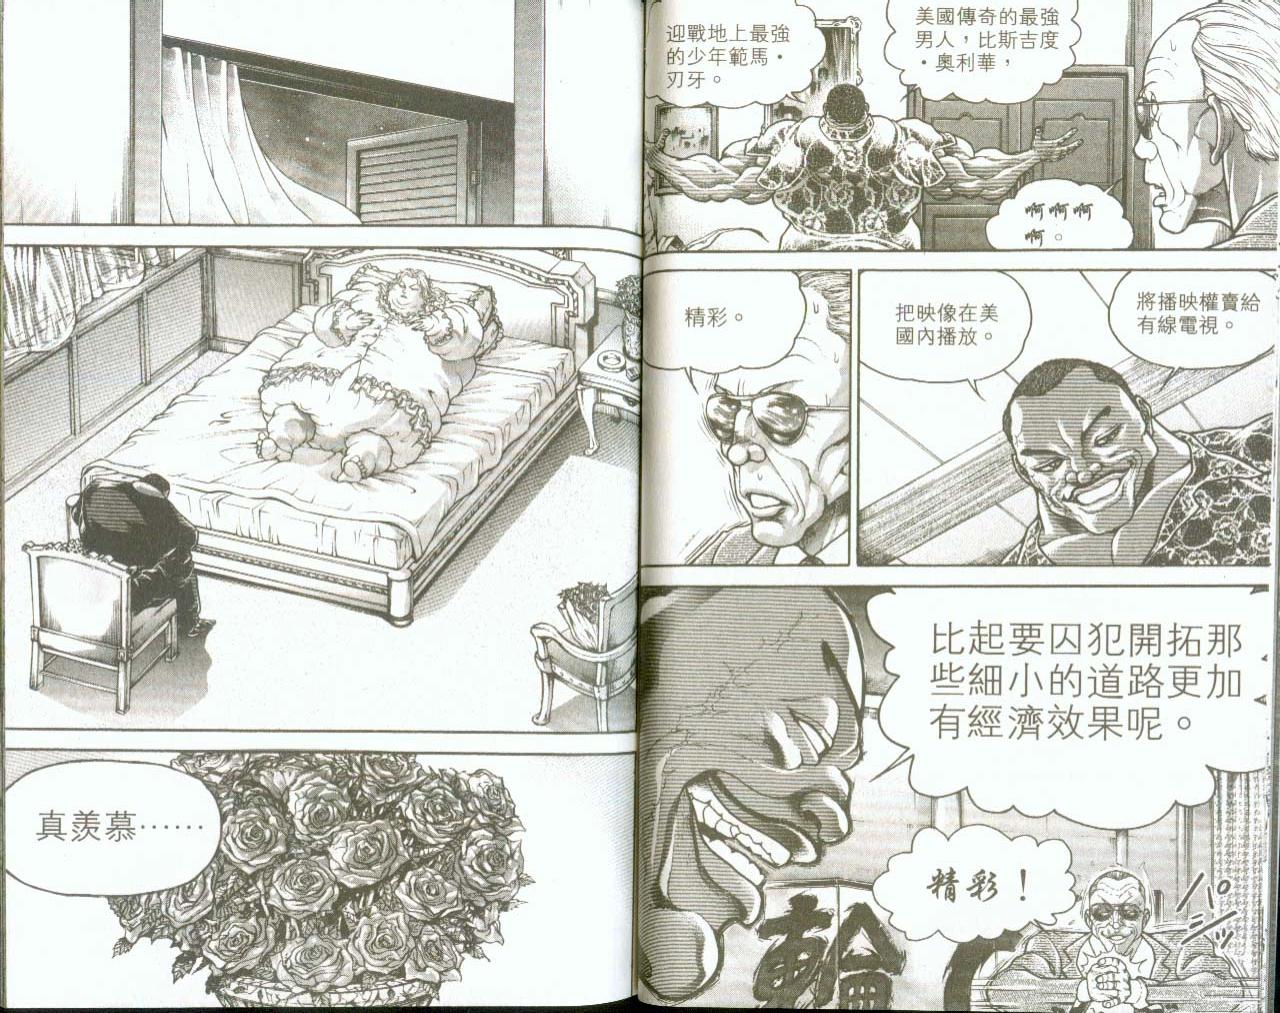 美國傳奇的最強
男人，比斯吉度
・奧利華，
迎戰地上最強
的少年範馬・
刃牙。
啊啊啊
啊。
將播映權賣給
有線電視。
把映像在美
國內播放。
精彩。
比起要囚犯開拓那
些細小的道路更加
有經濟效果呢。
精彩！
パシッ
輪
真羨慕……